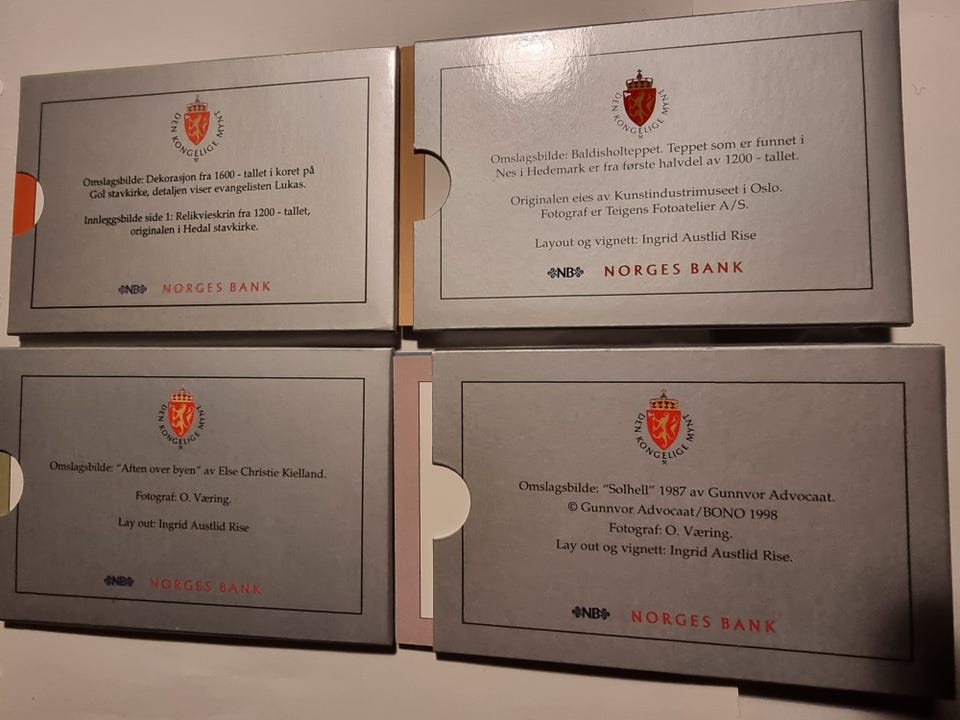 DEN KONGELIGE MYNT
Omslagsbilde: Dekorasjon fra 1600 - tallet i koret på
Gol stavkirke, detaljen viser evangelisten Lukas.
Innleggsbilde side 1: Relikvieskrin fra 1200 - tallet,
originalen i Hedal stavkirke.
NB NORGES BANK
DEN KONGELIGE MYNT
Omslagsbilde: Baldisholteppet. Teppet som er funnet i
Nes i Hedemark er fra første halvdel av 1200 - tallet.
Originalen eies av Kunstindustrimuseet i Oslo.
Fotograf er Teigens Fotoatelier A/S.
Layout og vignett: Ingrid Austlid Rise
NB NORGES BANK
DEN KONGELIGE MYNT
Omslagsbilde: "Aften over byen" av Else Christie Kielland.
Fotograf: O. Væring.
Lay out: Ingrid Austlid Rise
NB NORGES BANK
DEN KONGELIGE MYNT
Omslagsbilde: "Solhell" 1987 av Gunnvor Advocaat.
© Gunnvor Advocaat/BONO 1998
Fotograf: O. Væring.
Lay out og vignett: Ingrid Austlid Rise.
NB NORGES BANK